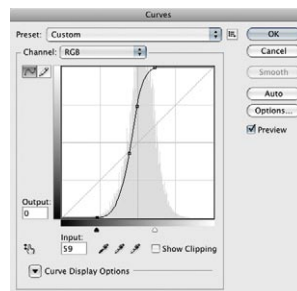 Curves
Preset: Custom
OK
Channel: RGB
Cancel
Smooth
Auto
Options...
Preview
Output:
0
Input:
59
Show Clipping
Curve Display Options